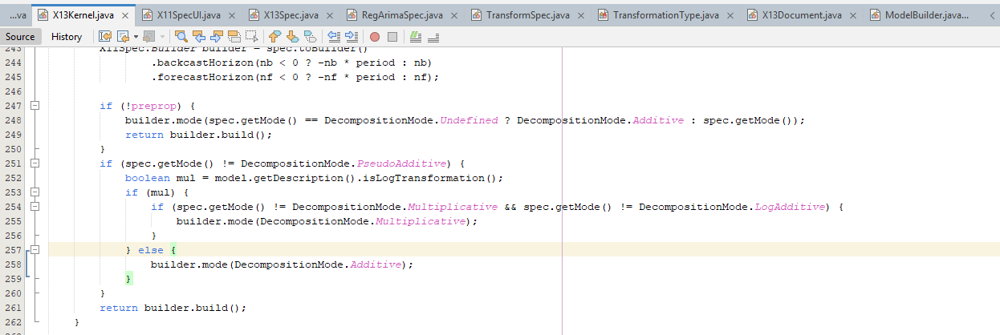 ...va X13Kernel.java X11SpecUI.java X13Spec.java RegArimaSpec.java TransformSpec.java TransformationType.java X13Document.java ModelBuilder.java...
Source History
243 X11Spec.Builder builder = spec.toBuilder()
244 .backcastHorizon(nb < 0 ? -nb * period : nb)
245 .forecastHorizon(nf < 0 ? -nf * period : nf);
246
247 if (!preprop) {
248 builder.mode(spec.getMode() == DecompositionMode.Undefined ? DecompositionMode.Additive : spec.getMode());
249 return builder.build();
250 }
251 if (spec.getMode() != DecompositionMode.PseudoAdditive) {
252 boolean mul = model.getDescription().isLogTransformation();
253 if (mul) {
254 if (spec.getMode() != DecompositionMode.Multiplicative && spec.getMode() != DecompositionMode.LogAdditive) {
255 builder.mode(DecompositionMode.Multiplicative);
256 }
257 } else {
258 builder.mode(DecompositionMode.Additive);
259 }
260 }
261 return builder.build();
262 }